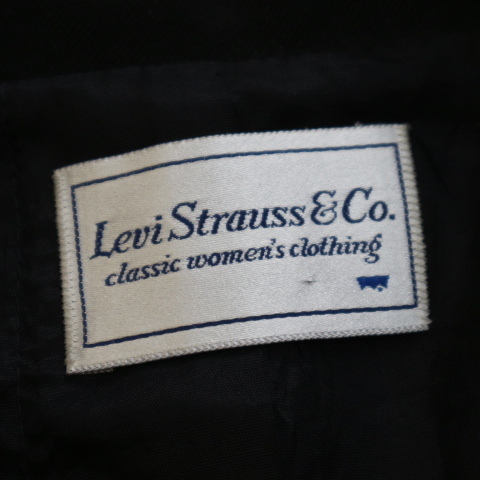 Levi Strauss & Co.
classic women's clothing